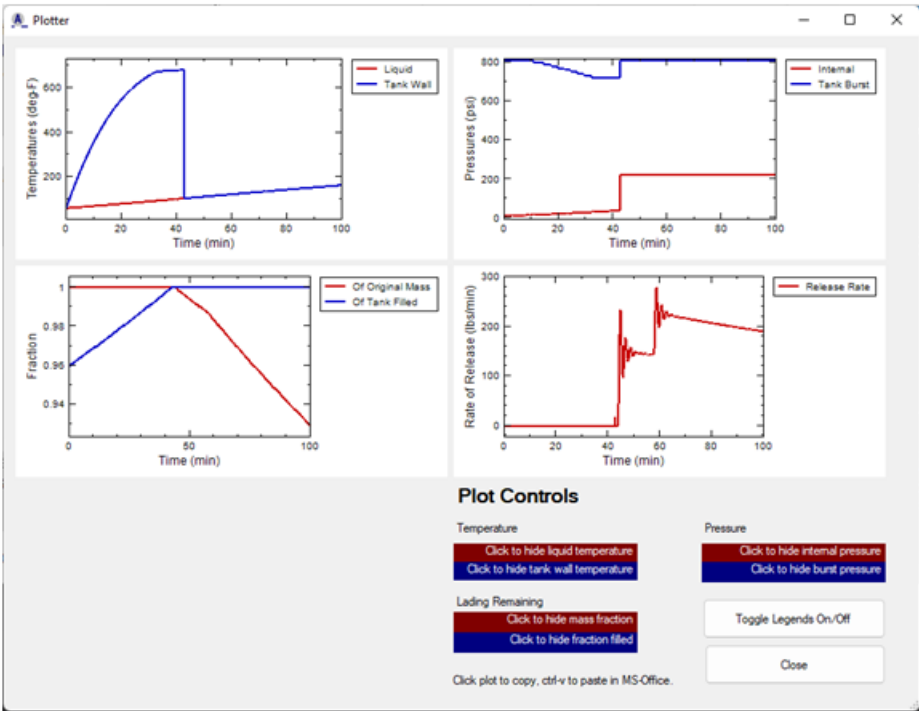 Plotter
Temperatures (deg-F)
600
400
200
0 20 40 60 80 100
Time (min)
Liquid
Tank Wall
Pressures (psi)
800
600
400
200
0
0 20 40 60 80 100
Time (min)
Internal
Tank Burst
Fraction
1
0.98
0.96
0.94
0 50 100
Time (min)
Of Original Mass
Of Tank Filled
Rate of Release (lbs/min)
300
200
100
0
0 20 40 60 80 100
Time (min)
Release Rate
Plot Controls
Temperature
Click to hide liquid temperature
Click to hide tank wall temperature
Pressure
Click to hide internal pressure
Click to hide burst pressure
Lading Remaining
Click to hide mass fraction
Click to hide fraction filled
Toggle Legends On/Off
Close
Click plot to copy, ctrl-v to paste in MS-Office.